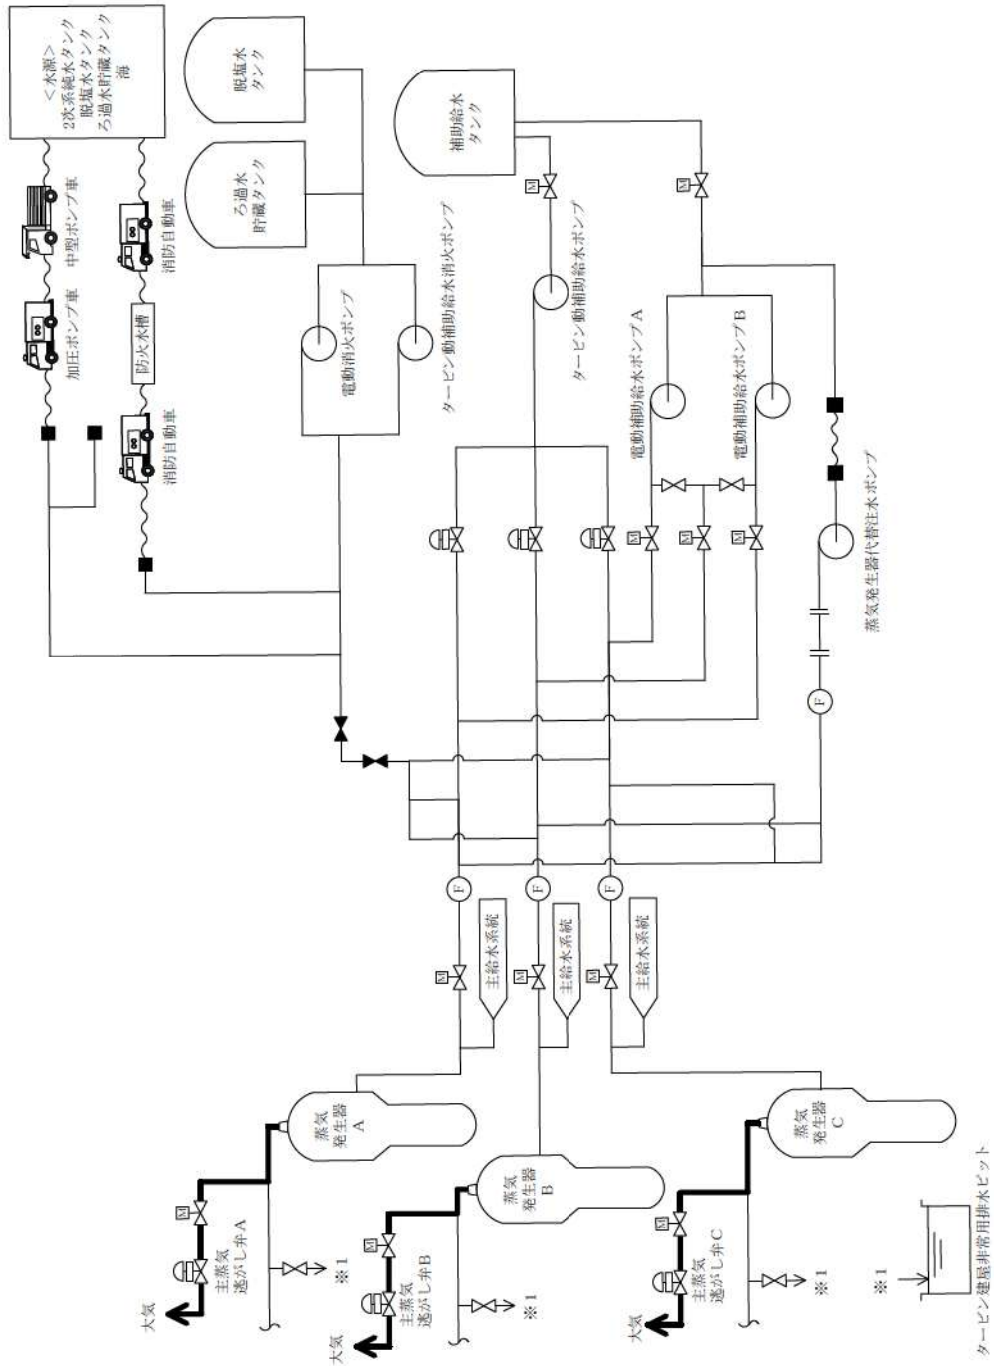 ＜水源＞
2次系純水タンク
脱塩水タンク
ろ過水貯蔵タンク
海
中型ポンプ車
加圧ポンプ車
消防自動車
防火水槽
消防自動車
脱塩水
タンク
ろ過水
貯蔵タンク
電動消火ポンプ
タービン動補助給水消火ポンプ
補助給水
タンク
M
M
タービン動補助給水ポンプ
電動補助給水ポンプA
電動補助給水ポンプB
M
M
M
蒸気発生器代替注水ポンプ
F
F
F
F
M
M
M
主給水系統
主給水系統
主給水系統
蒸気
発生器
A
蒸気
発生器
B
蒸気
発生器
C
M
主蒸気
逃がし弁A
大気
※1
M
主蒸気
逃がし弁B
大気
※1
M
主蒸気
逃がし弁C
大気
※1
※1
タービン建屋非常用排水ピット